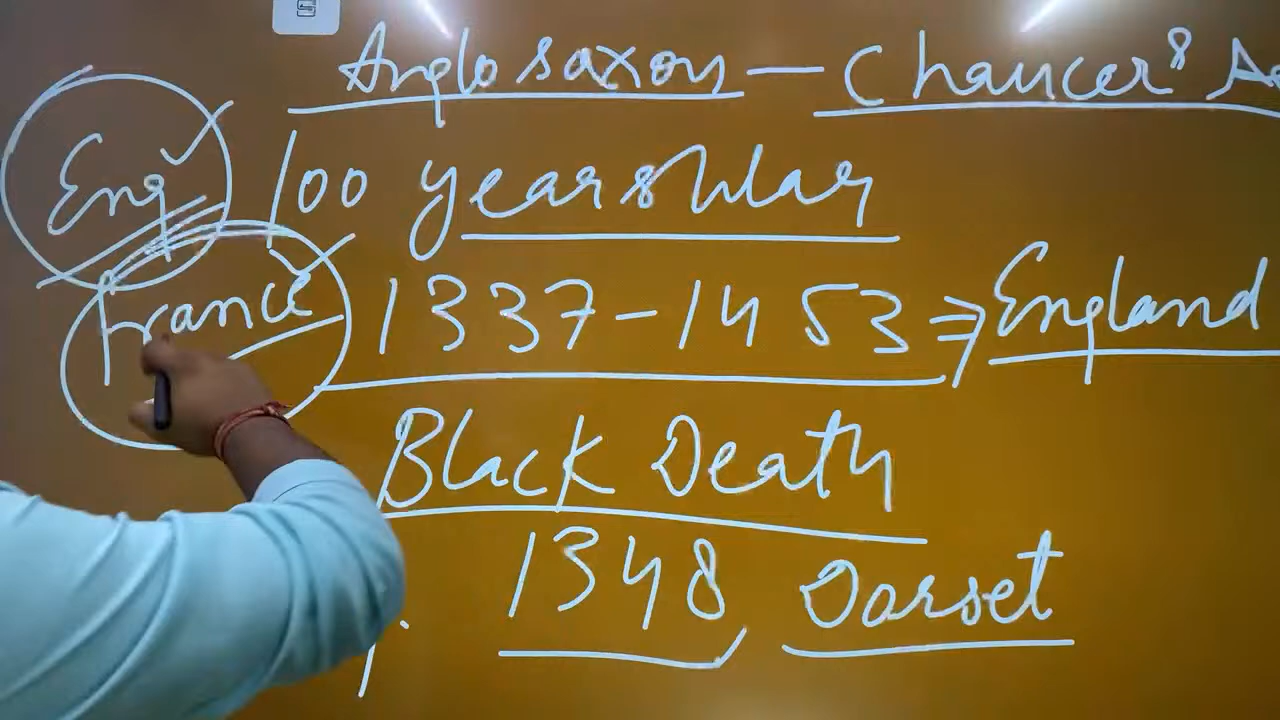 Anglo saxon — Chaucer's A
Eng 100 years War
France 1337-1453 ⇒ England
Black Death
1348, Dorset